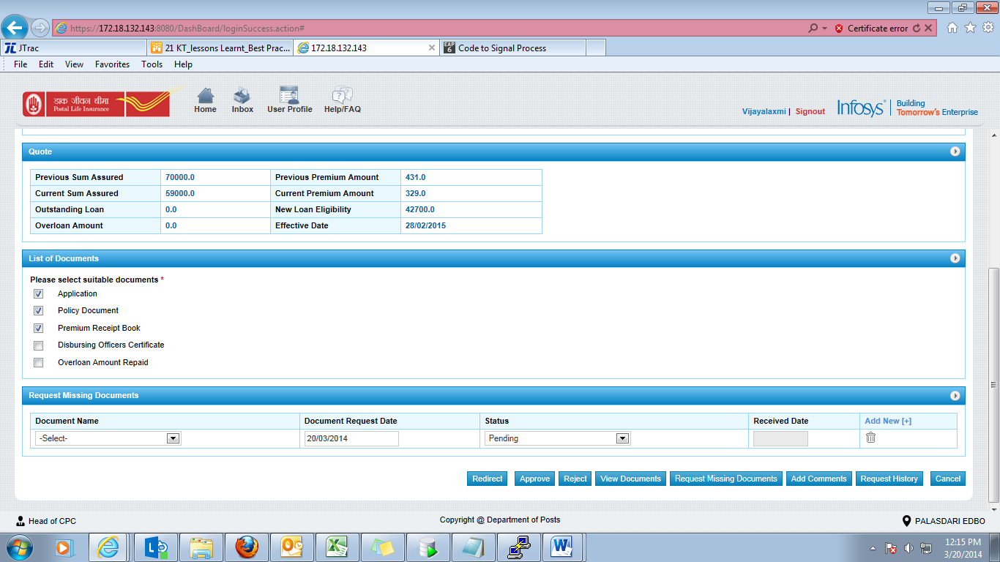 https://172.18.132.143:8080/DashBoard/loginSuccess.action#
Certificate error
JTrac
21 KT_lessons Learnt_Best Prac...
172.18.132.143
CAP 6
Code to Signal Process
File Edit View Favorites Tools Help
डाक जीवन बीमा
Postal Life Insurance
Home
Inbox
User Profile
Help/FAQ
Vijayalaxmi | Signout
Infosys
Building
Tomorrow's Enterprise
Quote
Previous Sum Assured 70000.0 Previous Premium Amount 431.0
Current Sum Assured 59000.0 Current Premium Amount 329.0
Outstanding Loan 0.0 New Loan Eligibility 42700.0
Overloan Amount 0.0 Effective Date 28/02/2015
List of Documents
Please select suitable documents *
Application
Policy Document
Premium Receipt Book
Disbursing Officers Certificate
Overloan Amount Repaid
Request Missing Documents
Document Name Document Request Date Status Received Date Add New [+]
-Select- 20/03/2014 Pending
Redirect Approve Reject View Documents Request Missing Documents Add Comments Request History Cancel
Head of CPC
Copyright @ Department of Posts
PALASDARI EDBO
12:15 PM
3/20/2014